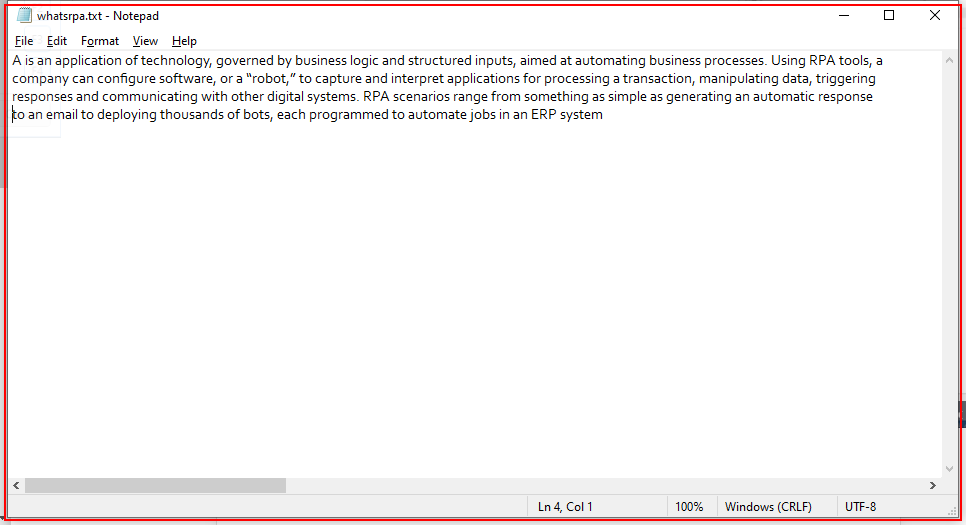 whatsrpa.txt - Notepad
File Edit Format View Help
A is an application of technology, governed by business logic and structured inputs, aimed at automating business processes. Using RPA tools, a
company can configure software, or a “robot,” to capture and interpret applications for processing a transaction, manipulating data, triggering
responses and communicating with other digital systems. RPA scenarios range from something as simple as generating an automatic response
to an email to deploying thousands of bots, each programmed to automate jobs in an ERP system
Ln 4, Col 1 100% Windows (CRLF) UTF-8